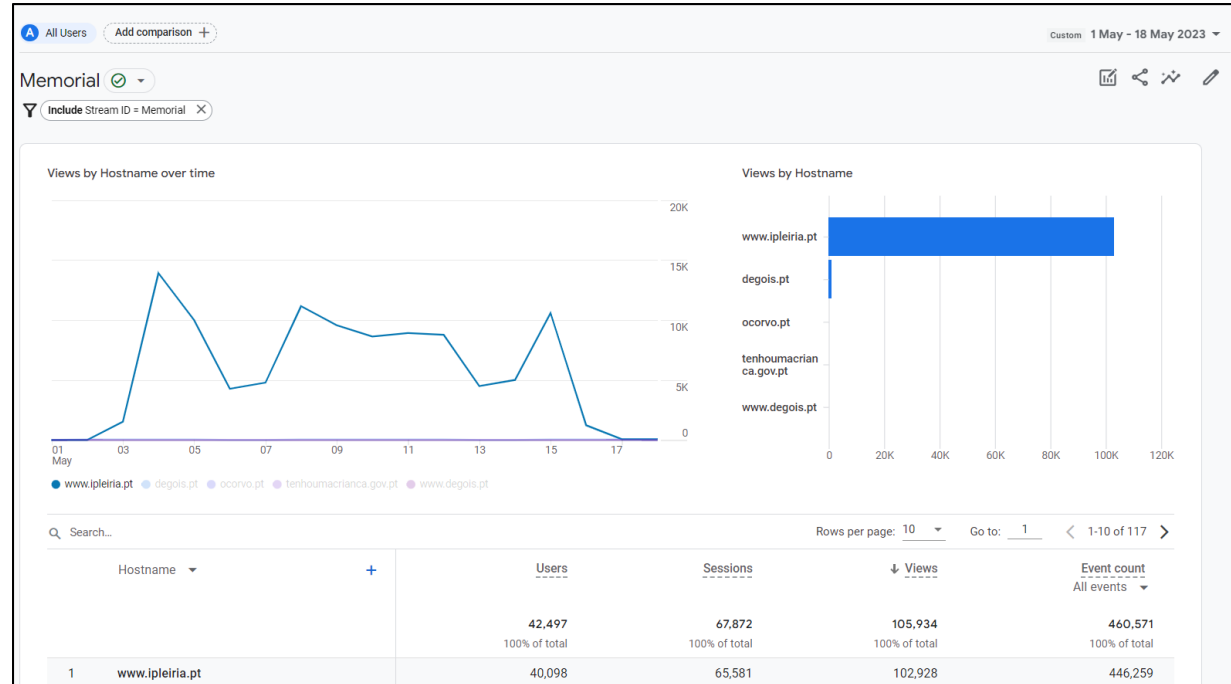 A All Users Add comparison + Custom 1 May - 18 May 2023
Memorial
Include Stream ID = Memorial X
Views by Hostname over time
20K
15K
10K
5K
0
01 03 05 07 09 11 13 15 17
May
www.ipleiria.pt degois.pt ocorvo.pt tenhoumacrianca.gov.pt www.degois.pt
Views by Hostname
www.ipleiria.pt
degois.pt
ocorvo.pt
tenhoumacrian
ca.gov.pt
www.degois.pt
0 20K 40K 60K 80K 100K 120K
Search... Rows per page: 10 Go to: 1 < 1-10 of 117 >
Hostname + Users Sessions ↓ Views Event count
All events
42,497 67,872 105,934 460,571
100% of total 100% of total 100% of total 100% of total
1 www.ipleiria.pt 40,098 65,581 102,928 446,259